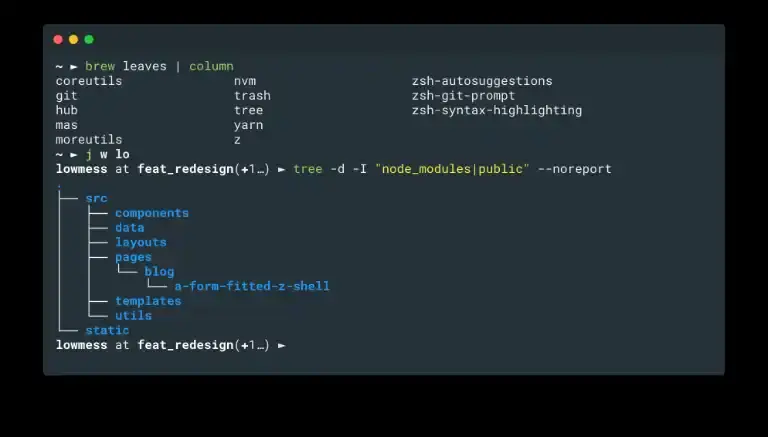 ~ ► brew leaves | column
coreutils nvm zsh-autosuggestions
git trash zsh-git-prompt
hub tree zsh-syntax-highlighting
mas yarn
moreutils z
~ ► j w lo
lowmess at feat_redesign(+1…) ► tree -d -I "node_modules|public" --noreport
.
├── src
│   ├── components
│   ├── data
│   ├── layouts
│   ├── pages
│   │   └── blog
│   │       └── a-form-fitted-z-shell
│   ├── templates
│   └── utils
└── static
lowmess at feat_redesign(+1…) ►